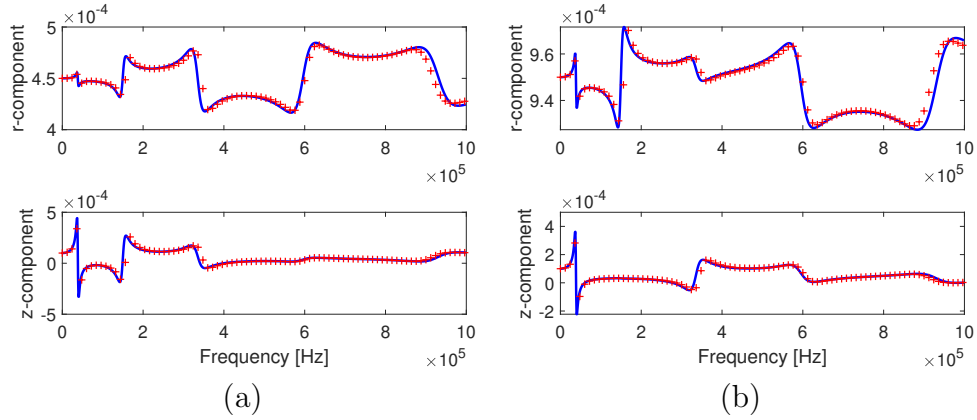 ×10⁻⁴
5
4.5
4
r-component
0 2 4 6 8 10
×10⁵
×10⁻⁴
5
0
-5
z-component
0 2 4 6 8 10
Frequency [Hz]
×10⁵
(a)
×10⁻⁴
9.6
9.4
r-component
0 2 4 6 8 10
×10⁵
×10⁻⁴
4
2
0
-2
z-component
0 2 4 6 8 10
Frequency [Hz]
×10⁵
(b)